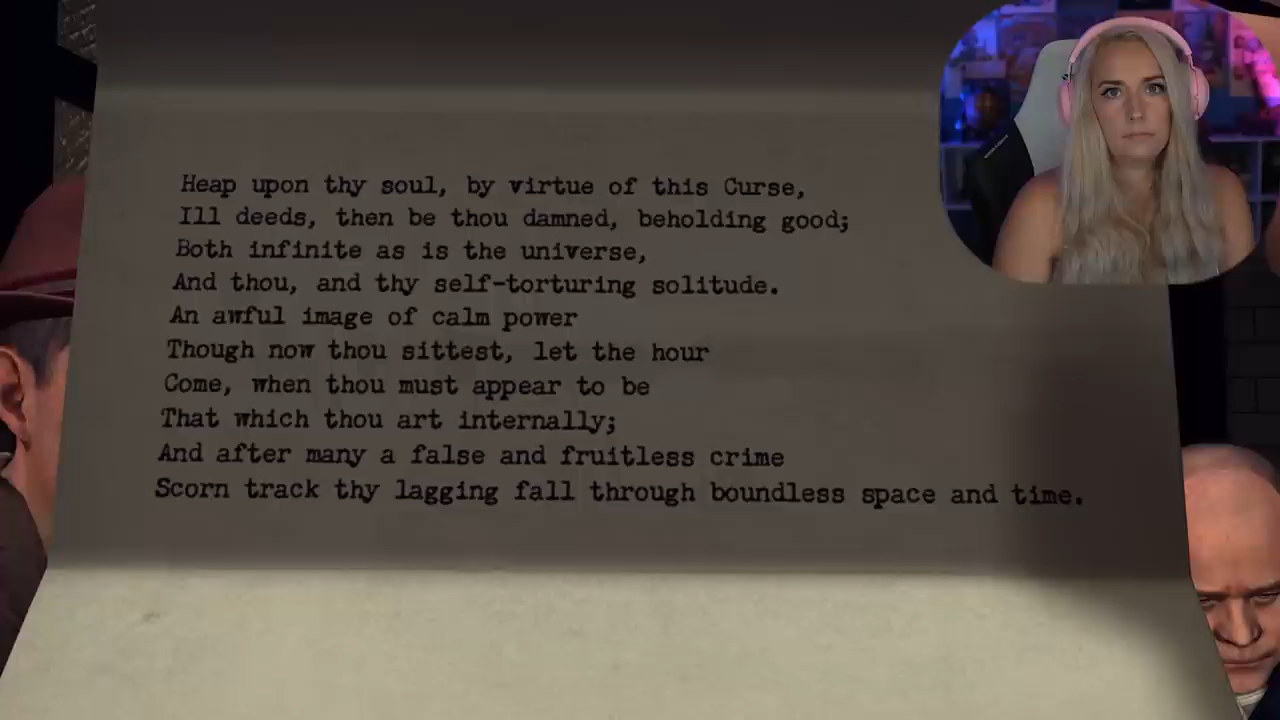 Heap upon thy soul, by virtue of this Curse,
Ill deeds, then be thou damned, beholding good;
Both infinite as is the universe,
And thou, and thy self-torturing solitude.
An awful image of calm power
Though now thou sittest, let the hour
Come, when thou must appear to be
That which thou art internally;
And after many a false and fruitless crime
Scorn track thy lagging fall through boundless space and time.